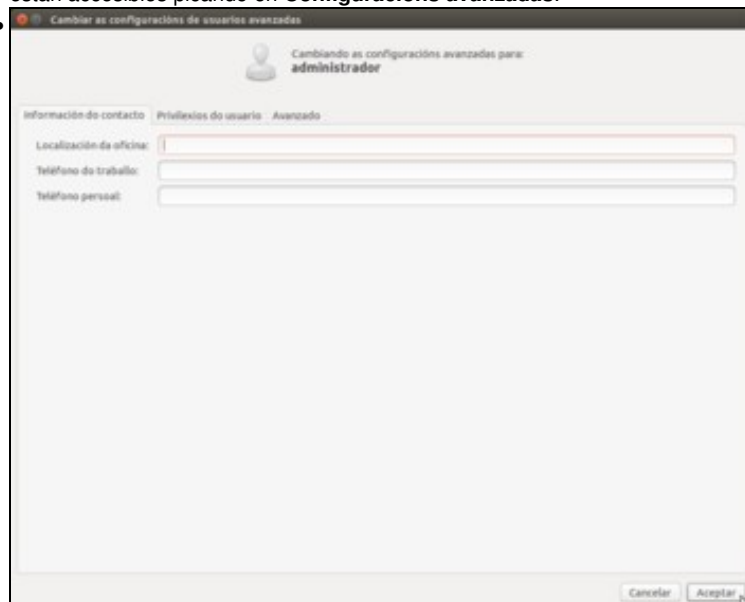 están accesibles picando en Configuracións avanzadas.
Cambiar as configuracións de usuarios avanzadas
Cambiando as configuracións avanzadas para:
administrador
Información do contacto Privilexios do usuario Avanzado
Localización da oficina:
Teléfono do traballo:
Teléfono persoal:
Cancelar Aceptar